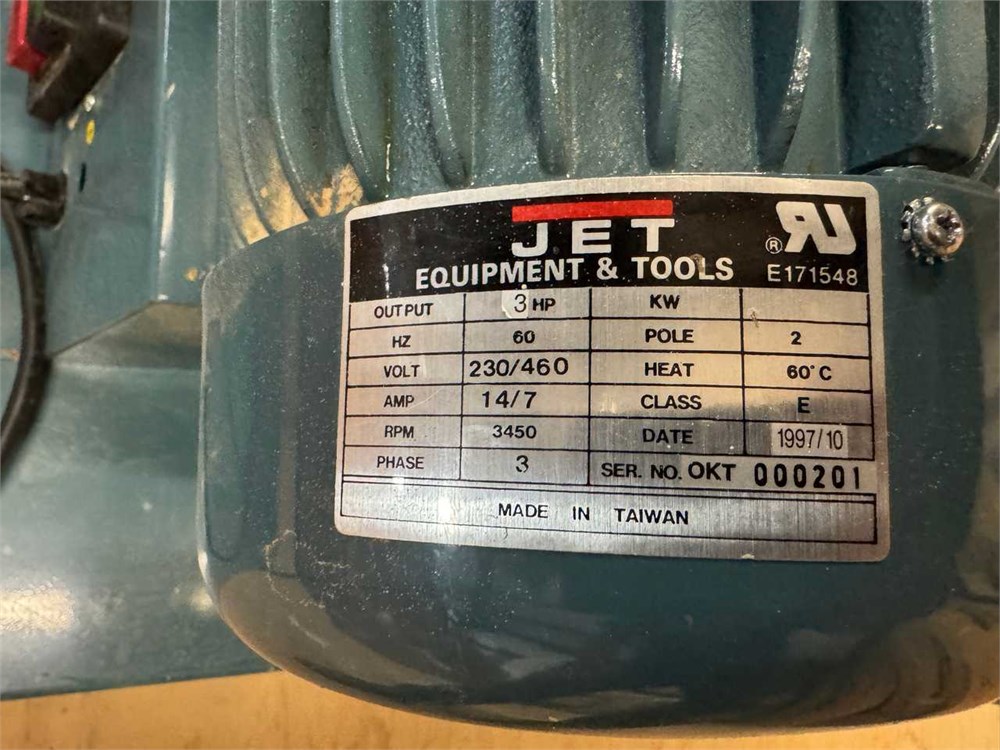 JET
EQUIPMENT & TOOLS
RU
® E171548
OUTPUT 3 HP KW
HZ 60 POLE 2
VOLT 230/460 HEAT 60°C
AMP 14/7 CLASS E
RPM 3450 DATE 1997/10
PHASE 3 SER. NO. OKT 000201
MADE IN TAIWAN